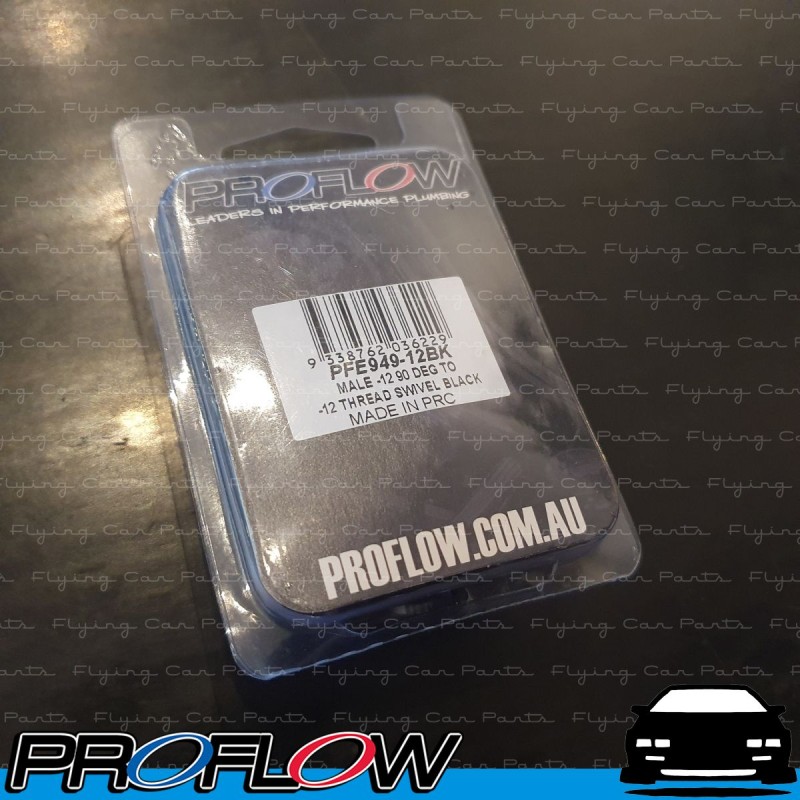 Flying Car Parts
PROFLOW
LEADERS IN PERFORMANCE PLUMBING
9 338762 036229
PFE949-12BK
MALE -12 90 DEG TO
-12 THREAD SWIVEL BLACK
MADE IN PRC
PROFLOW.COM.AU
PROFLOW